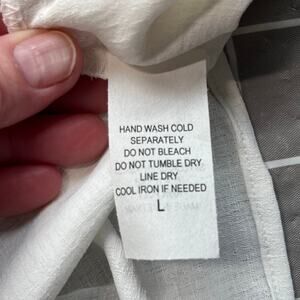 HAND WASH COLD
SEPARATELY
DO NOT BLEACH
DO NOT TUMBLE DRY
LINE DRY
COOL IRON IF NEEDED
L